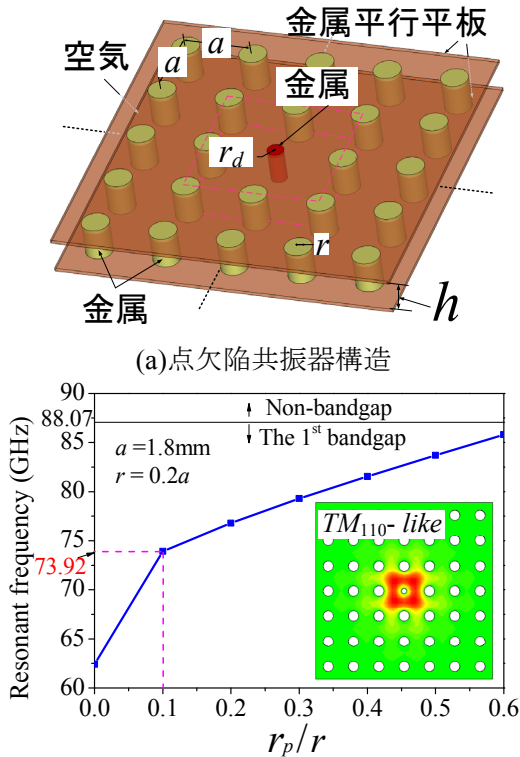 a
a
金属平行平板
空気
金属
r_d
r
金属
h
(a)点欠陥共振器構造
90
88.07
85
80
75
73.92
70
65
60
Resonant frequency (GHz)
Non-bandgap
The 1st bandgap
a =1.8mm
r = 0.2a
TM110- like
0.0 0.1 0.2 0.3 0.4 0.5 0.6
r_p/r